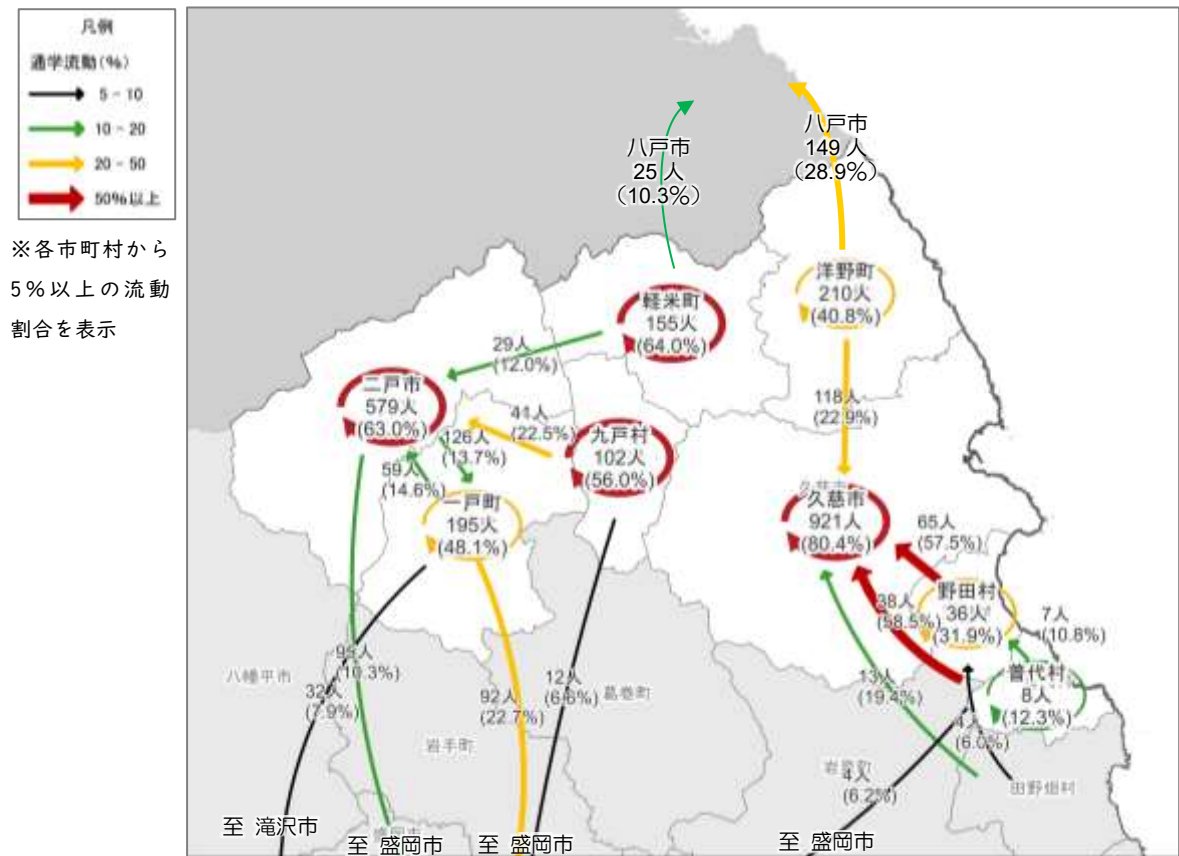 凡例
通学流動(%)
5 - 10
10 - 20
20 - 50
50%以上
※各市町村から
5%以上の流動
割合を表示
八戸市
25人
(10.3%)
八戸市
149人
(28.9%)
洋野町
210人
(40.8%)
軽米町
155人
(64.0%)
29人
(12.0%)
二戸市
579人
(63.0%)
41人
(22.5%)
126人
(13.7%)
九戸村
102人
(56.0%)
118人
(22.9%)
59人
(14.6%)
一戸町
195人
(48.1%)
久慈市
921人
(80.4%)
65人
(57.5%)
野田村
36人
(31.9%)
38人
(58.5%)
7人
(10.8%)
普代村
8人
(12.3%)
13人
(19.4%)
4人
(6.0%)
八幡平市
(10.3%)
32人
(7.9%)
92人
(22.7%)
12人
(6.6%)
葛巻町
岩手町
4人
(6.2%)
田野畑村
至 滝沢市
至 盛岡市
至 盛岡市
至 盛岡市